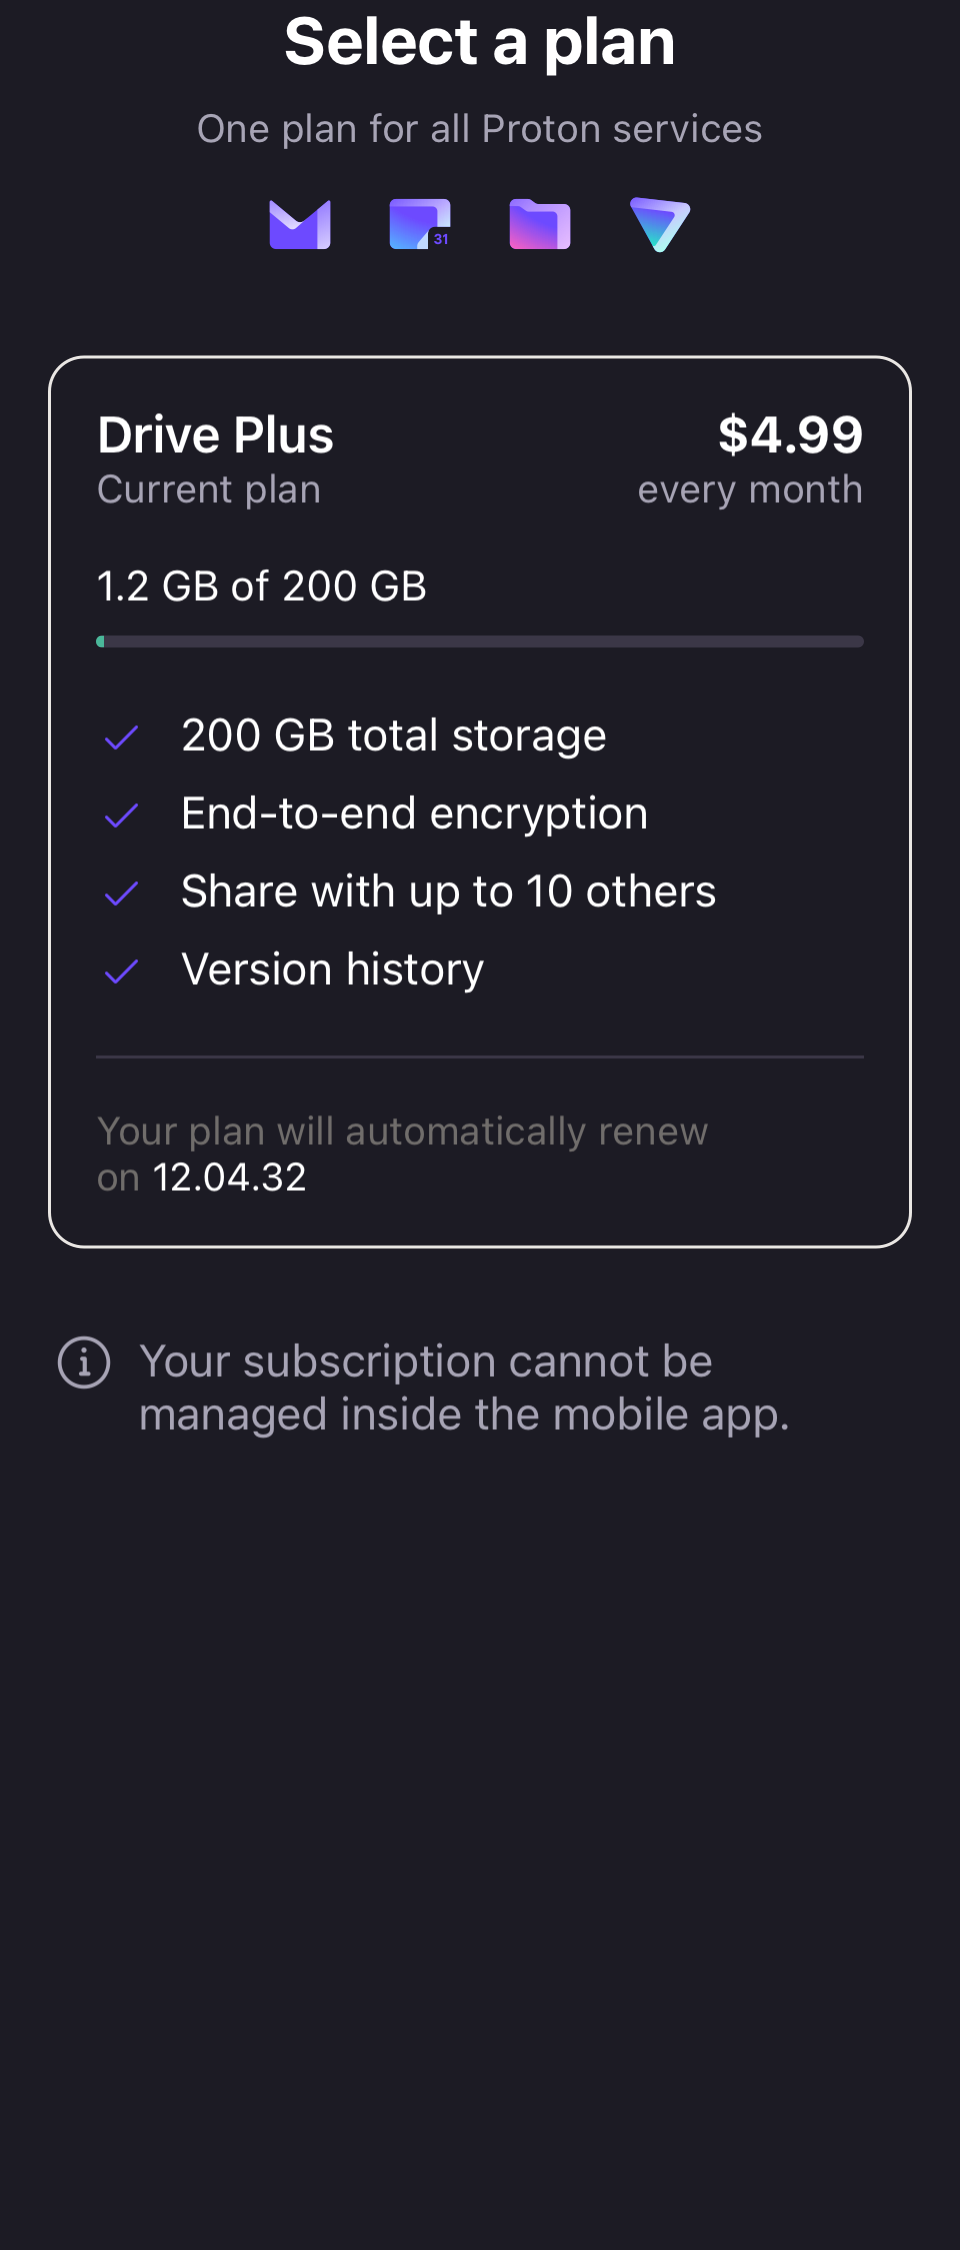 Select a plan
One plan for all Proton services
31
Drive Plus
$4.99
Current plan
every month
1.2 GB of 200 GB
200 GB total storage
End-to-end encryption
Share with up to 10 others
Version history
Your plan will automatically renew
on 12.04.32
Your subscription cannot be
managed inside the mobile app.